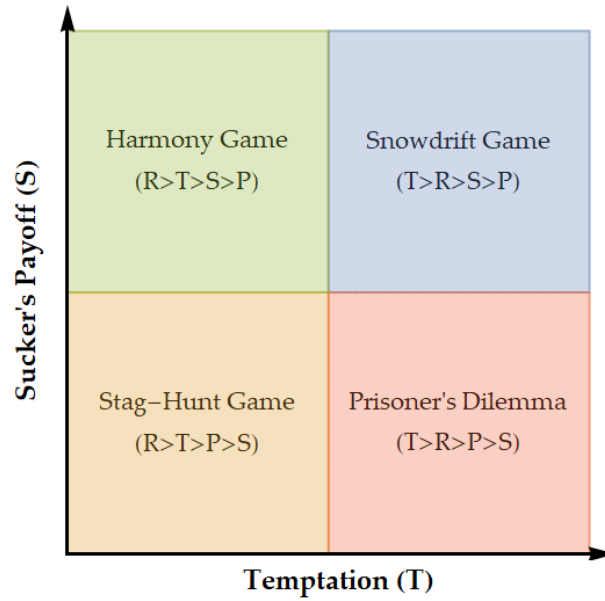 Sucker's Payoff (S)
Harmony Game
(R>T>S>P)
Snowdrift Game
(T>R>S>P)
Stag−Hunt Game
(R>T>P>S)
Prisoner's Dilemma
(T>R>P>S)
Temptation (T)